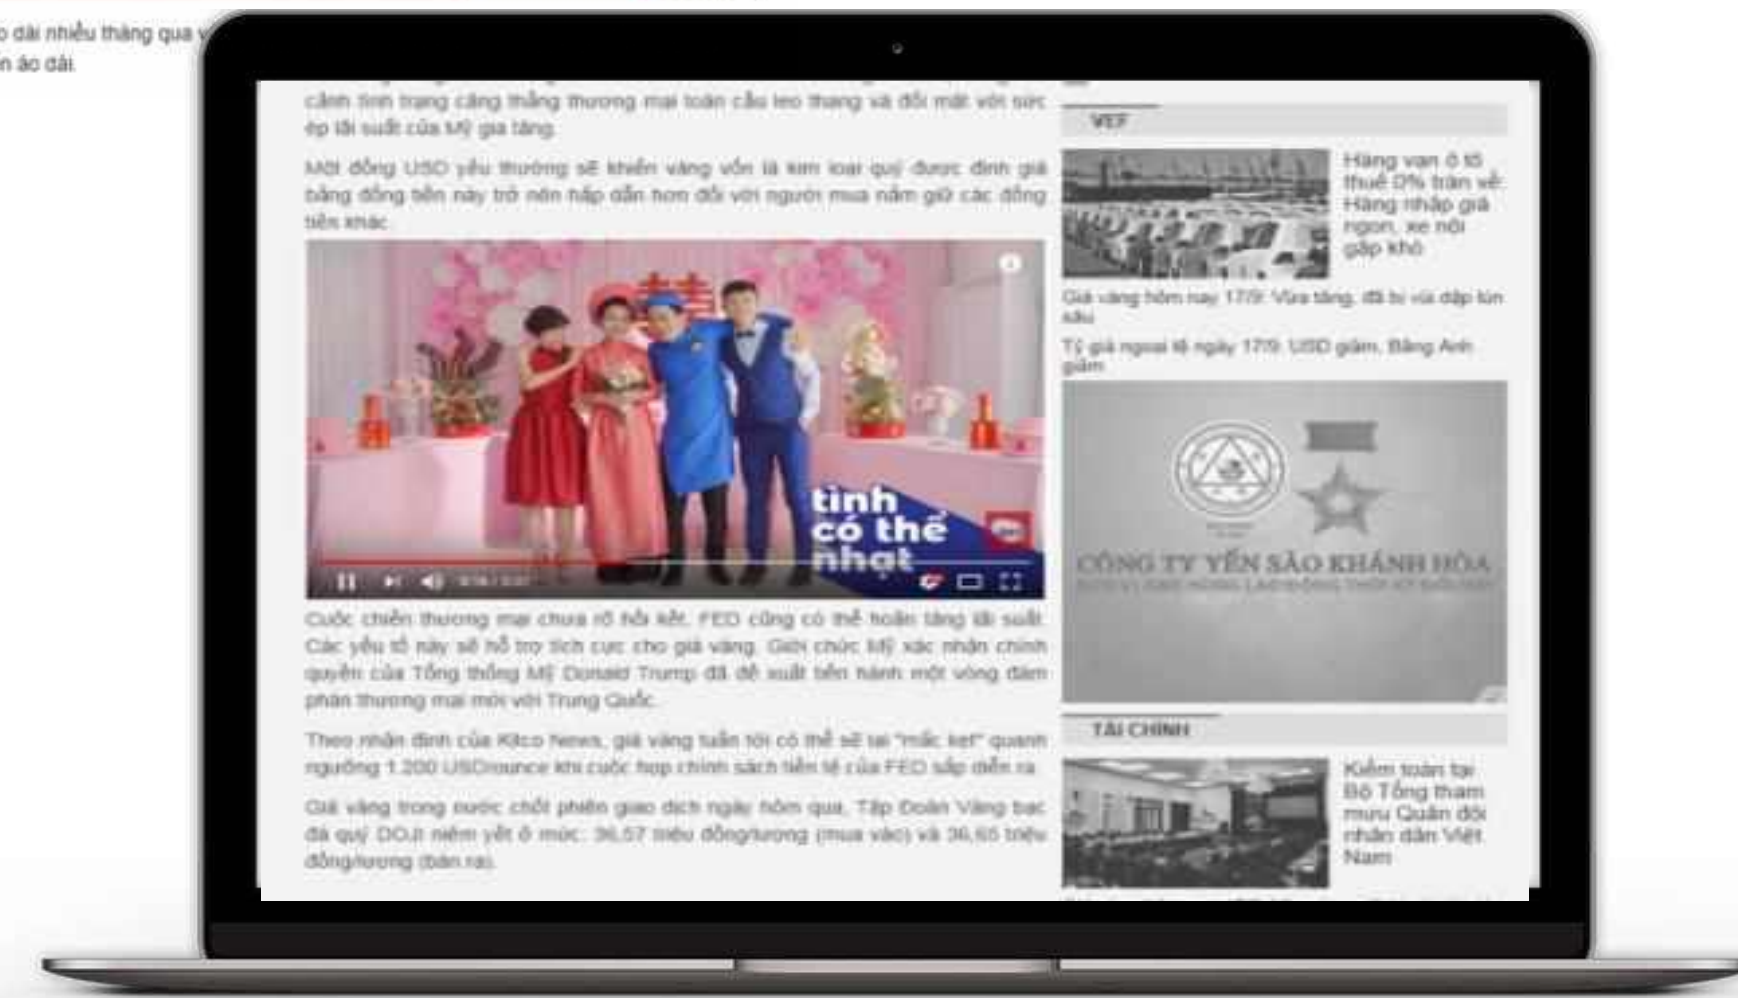 dài nhiều tháng qua
áo dài.
cảnh tình trạng căng thẳng thương mại toàn cầu leo thang và đối mặt với sức
ép lãi suất của Mỹ gia tăng.
Một đồng USD yếu thường sẽ khiến vàng vốn là kim loại quý được định giá
bằng đồng tiền này trở nên hấp dẫn hơn đối với người mua nắm giữ các đồng
tiền khác.
tình
có thể
nhạt
Cuộc chiến thương mại chưa rõ hồi kết, FED cũng có thể hoãn tăng lãi suất.
Các yếu tố này sẽ hỗ trợ tích cực cho giá vàng. Giới chức Mỹ xác nhận chính
quyền của Tổng thống Mỹ Donald Trump đã đề xuất tiến hành một vòng đàm
phán thương mại mới với Trung Quốc.
Theo nhận định của Kitco News, giá vàng tuần tới có thể sẽ lại "mắc kẹt" quanh
ngưỡng 1.200 USD/ounce khi cuộc họp chính sách tiền tệ của FED sắp diễn ra
Giá vàng trong nước chốt phiên giao dịch ngày hôm qua, Tập Đoàn Vàng bạc
đá quý DOJI niêm yết ở mức: 36,57 triệu đồng/lượng (mua vào) và 36,65 triệu
đồng/lượng (bán ra).
VEF
Hàng vạn ô tô
thuế 0% tràn về:
Hàng nhập giá
ngon, xe nội
gặp khó
Giá vàng hôm nay 17/9: Vừa tăng, đã bị vùi dập lún
sâu
Tỷ giá ngoại tệ ngày 17/9: USD giảm, Bảng Anh
giảm
CÔNG TY YẾN SÀO KHÁNH HÒA
TÀI CHÍNH
Kiểm toán tại
Bộ Tổng tham
mưu Quân đội
nhân dân Việt
Nam